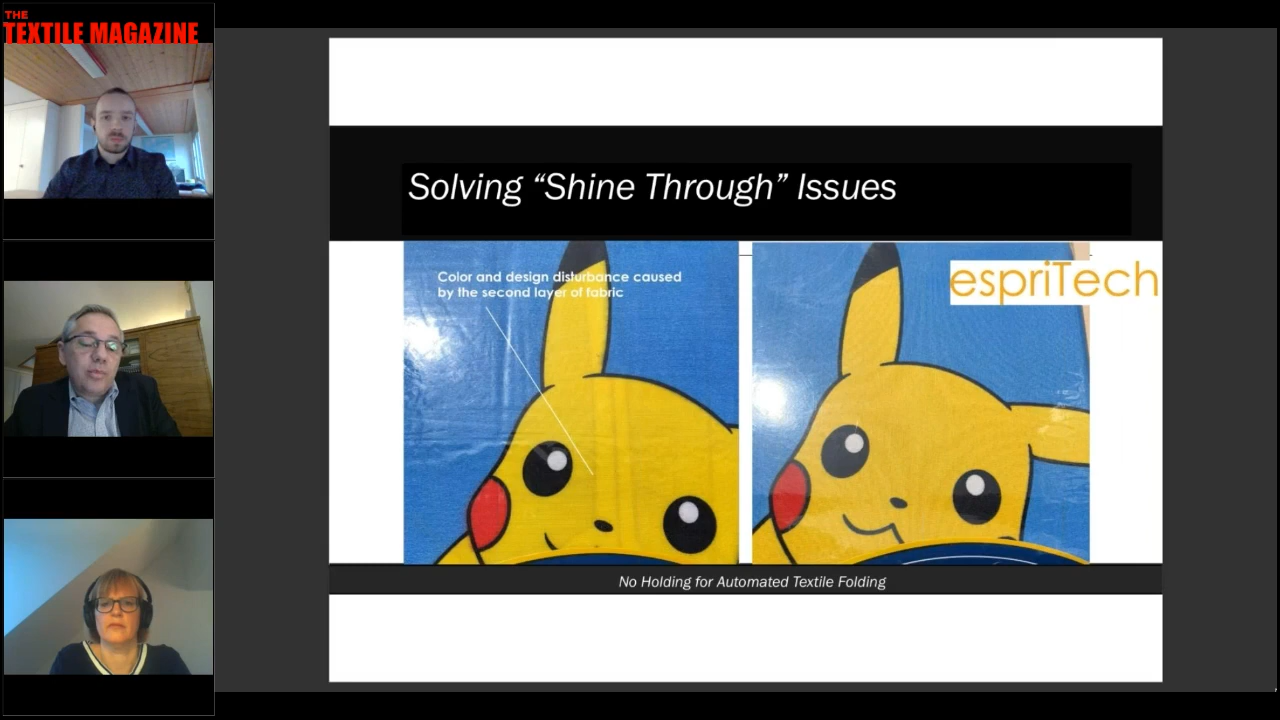 THE
TEXTILE MAGAZINE
Solving “Shine Through” Issues
Color and design disturbance caused
by the second layer of fabric
espriTech
No Holding for Automated Textile Folding